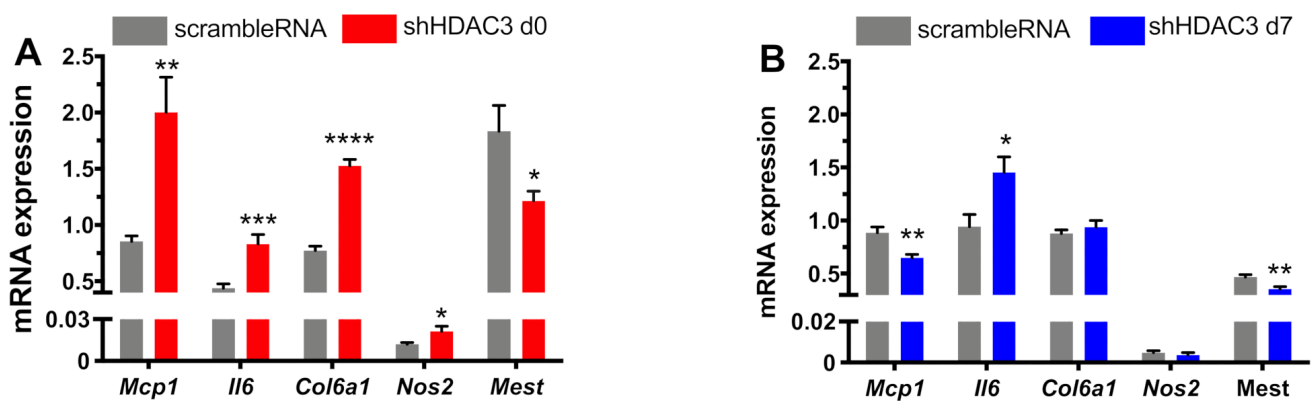 A
scrambleRNA shHDAC3 d0
mRNA expression
2.5
2.0
1.5
1.0
0.5
0.03
0
** *** **** * *
Mcp1 Il6 Col6a1 Nos2 Mest
B
scrambleRNA shHDAC3 d7
mRNA expression
2.5
2.0
1.5
1.0
0.5
0.02
0
** * **
Mcp1 Il6 Col6a1 Nos2 Mest